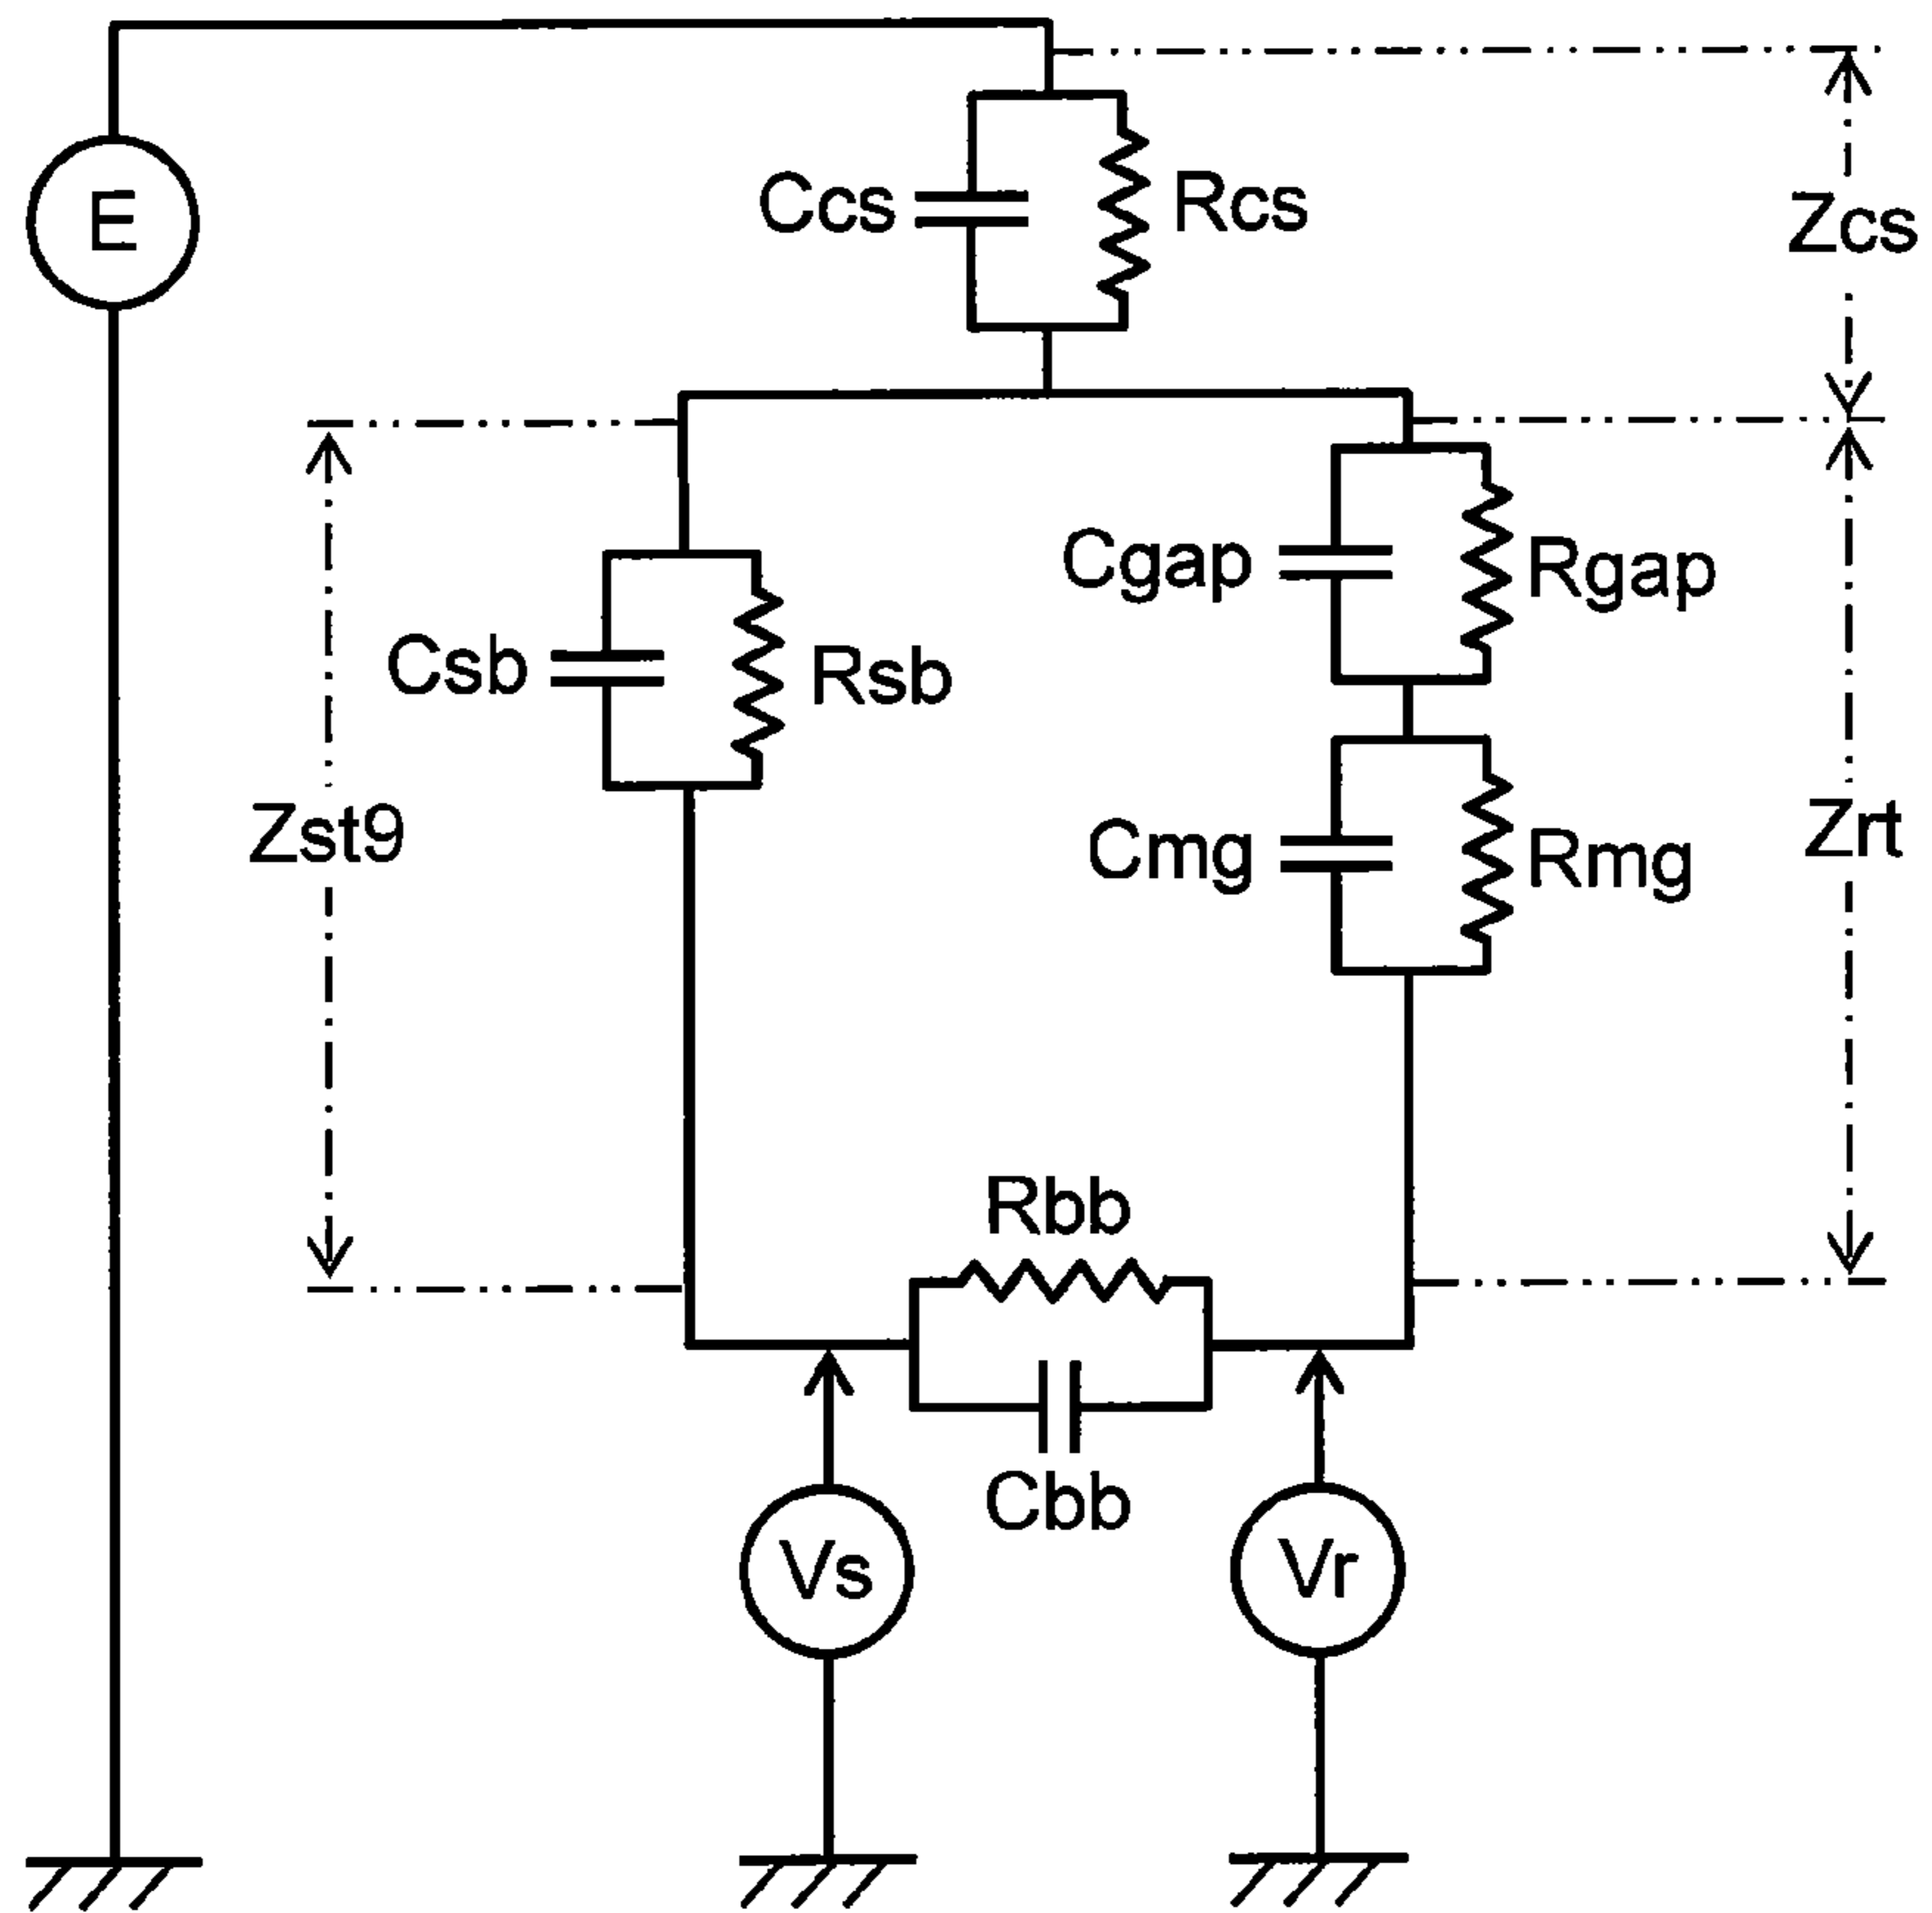 E
Ccs
Rcs
Zcs
Cgap
Rgap
Csb
Rsb
Zst9
Cmg
Rmg
Zrt
Rbb
Cbb
Vs
Vr